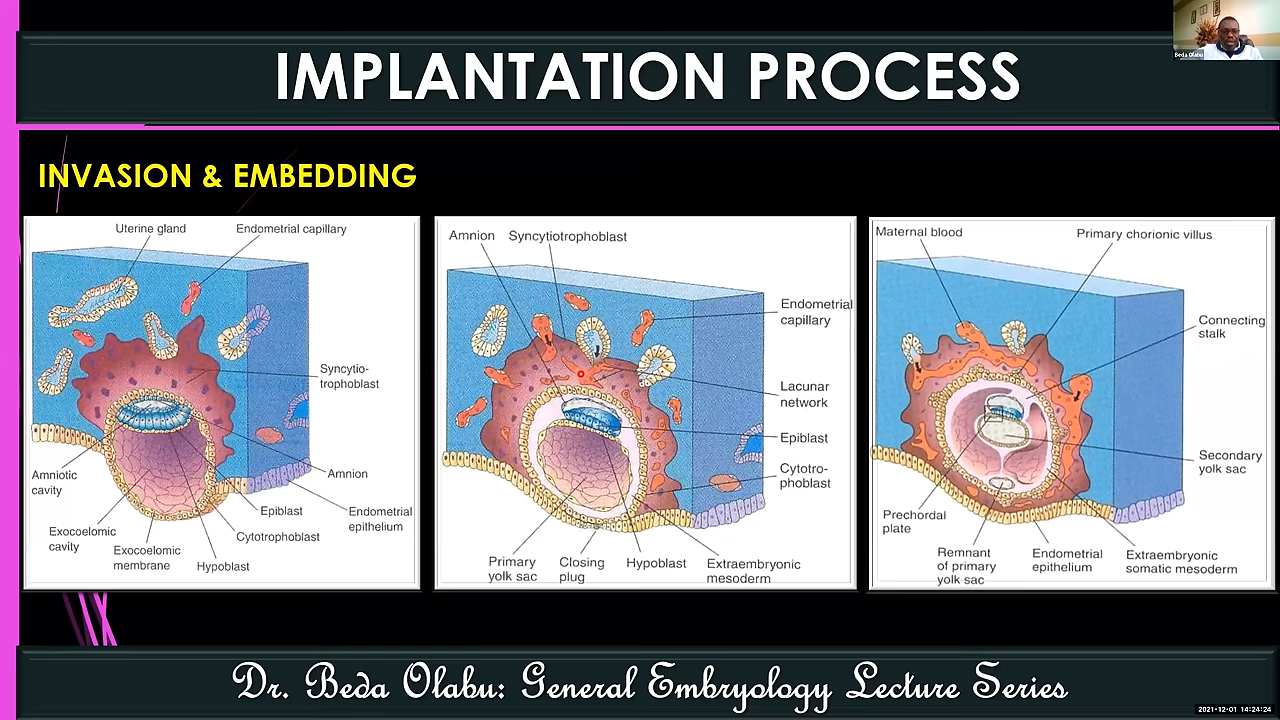 Beda Olabu
IMPLANTATION PROCESS
INVASION & EMBEDDING
Uterine gland
Endometrial capillary
Syncytio-
trophoblast
Amniotic
cavity
Amnion
Exocoelomic
cavity
Epiblast
Endometrial
epithelium
Exocoelomic
membrane
Cytotrophoblast
Hypoblast
Amnion
Syncytiotrophoblast
Endometrial
capillary
Lacunar
network
Epiblast
Cytotro-
phoblast
Primary
yolk sac
Closing
plug
Hypoblast
Extraembryonic
mesoderm
Maternal blood
Primary chorionic villus
Connecting
stalk
Secondary
yolk sac
Prechordal
plate
Remnant
of primary
yolk sac
Endometrial
epithelium
Extraembryonic
somatic mesoderm
Dr. Beda Olabu: General Embryology Lecture Series
2021-12-01 14:24:24